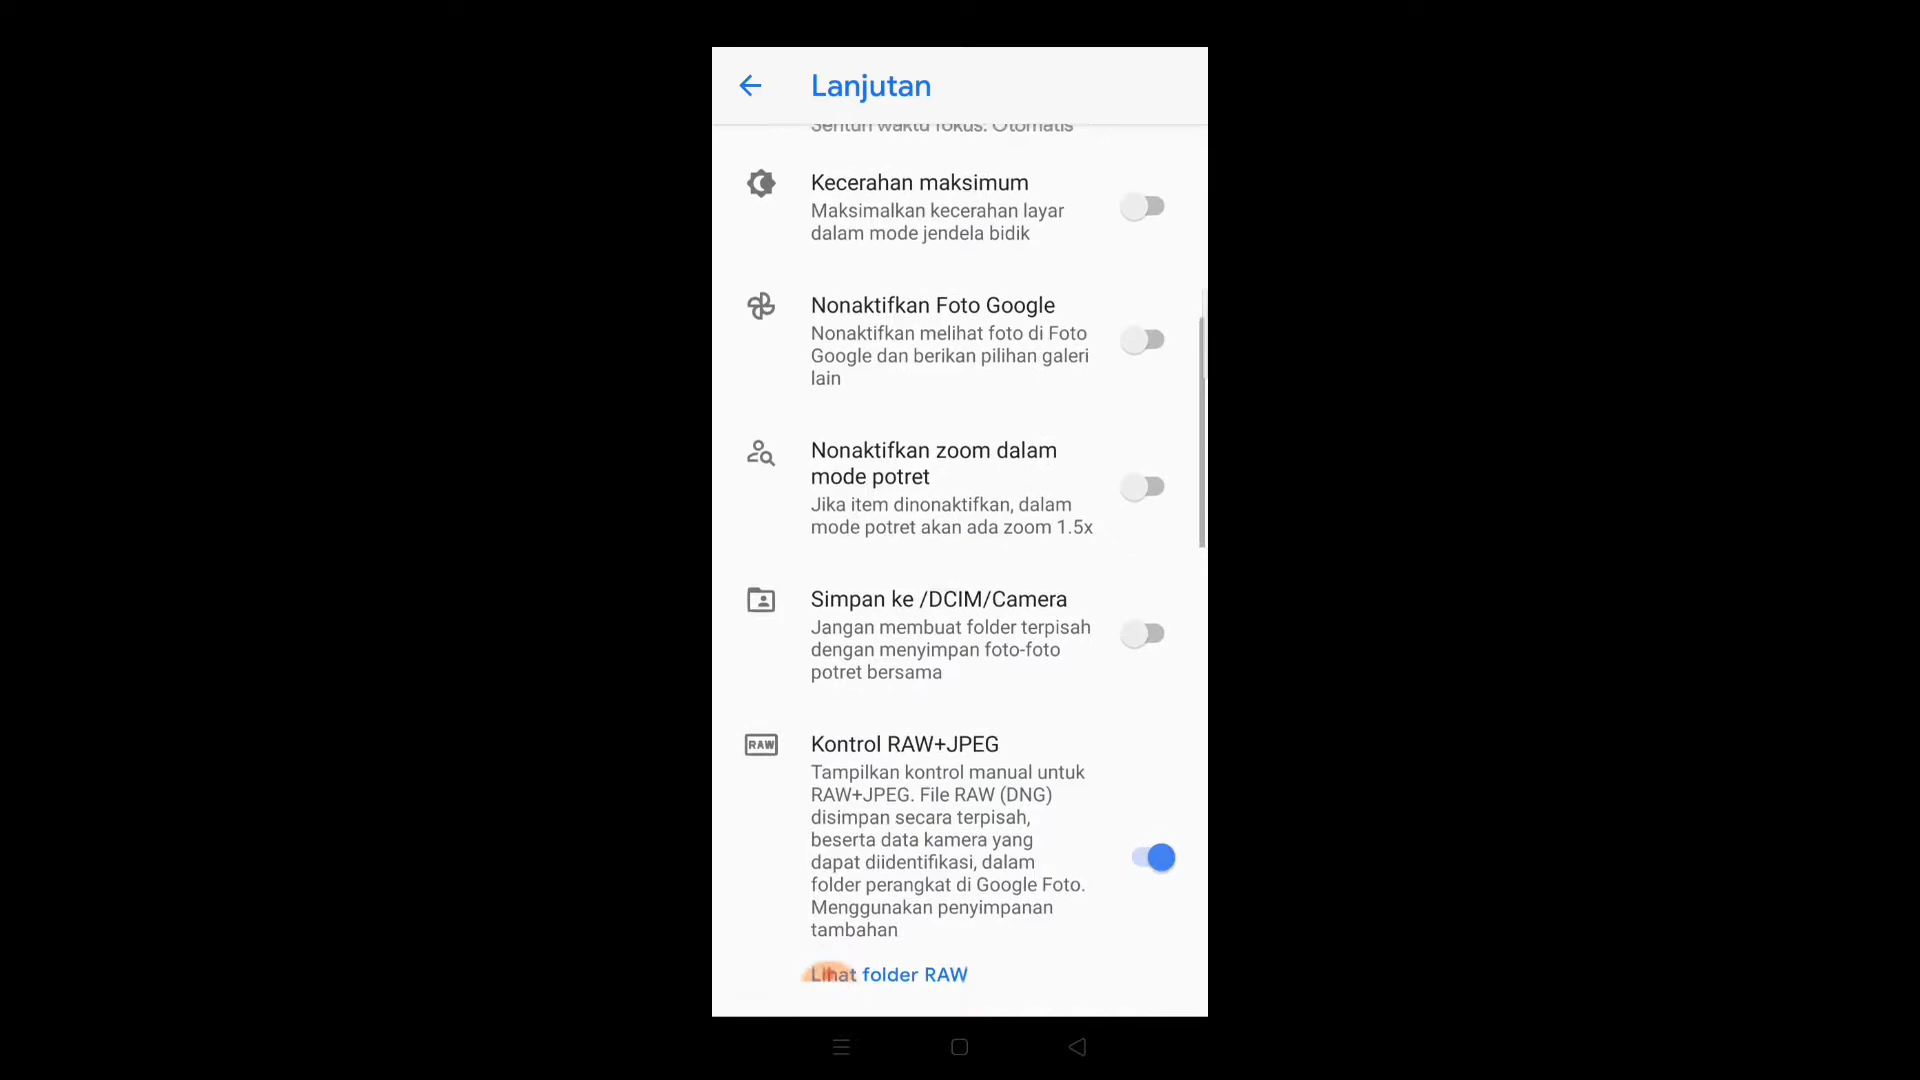 Lanjutan
Sentuh waktu fokus: Otomatis
Kecerahan maksimum
Maksimalkan kecerahan layar
dalam mode jendela bidik
Nonaktifkan Foto Google
Nonaktifkan melihat foto di Foto
Google dan berikan pilihan galeri
lain
Nonaktifkan zoom dalam
mode potret
Jika item dinonaktifkan, dalam
mode potret akan ada zoom 1.5x
Simpan ke /DCIM/Camera
Jangan membuat folder terpisah
dengan menyimpan foto-foto
potret bersama
RAW
Kontrol RAW+JPEG
Tampilkan kontrol manual untuk
RAW+JPEG. File RAW (DNG)
disimpan secara terpisah,
beserta data kamera yang
dapat diidentifikasi, dalam
folder perangkat di Google Foto.
Menggunakan penyimpanan
tambahan
Lihat folder RAW